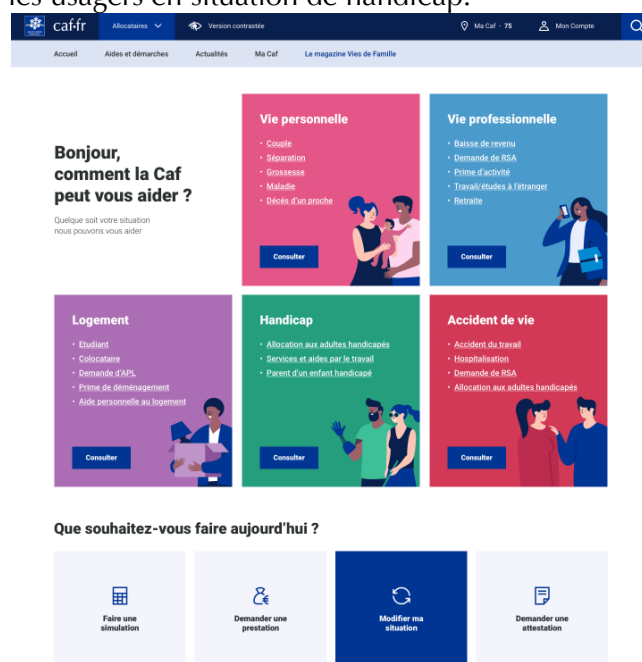 les usagers en situation de handicap.
caf·fr Allocataires Version contrastée Ma Caf - 75 Mon Compte
Accueil Aides et démarches Actualités Ma Caf Le magazine Vies de Famille
Bonjour,
comment la Caf
peut vous aider ?
Quelque soit votre situation
nous pouvons vous aider
Vie personnelle
• Couple
• Séparation
• Grossesse
• Maladie
• Décés d'un proche
Consulter
Vie professionnelle
• Baisse de revenu
• Demande de RSA
• Prime d'activité
• Travail/études à l'étranger
• Retraite
Consulter
Logement
• Etudiant
• Colocataire
• Demande d'APL
• Prime de déménagement
• Aide personnelle au logement
Consulter
Handicap
• Allocation aux adultes handicapés
• Services et aides par le travail
• Parent d'un enfant handicapé
Consulter
Accident de vie
• Accident du travail
• Hospitalisation
• Demande de RSA
• Allocation aux adultes handicapés
Consulter
Que souhaitez-vous faire aujourd'hui ?
Faire une
simulation
Demander une
prestation
Modifier ma
situation
Demander une
attestation